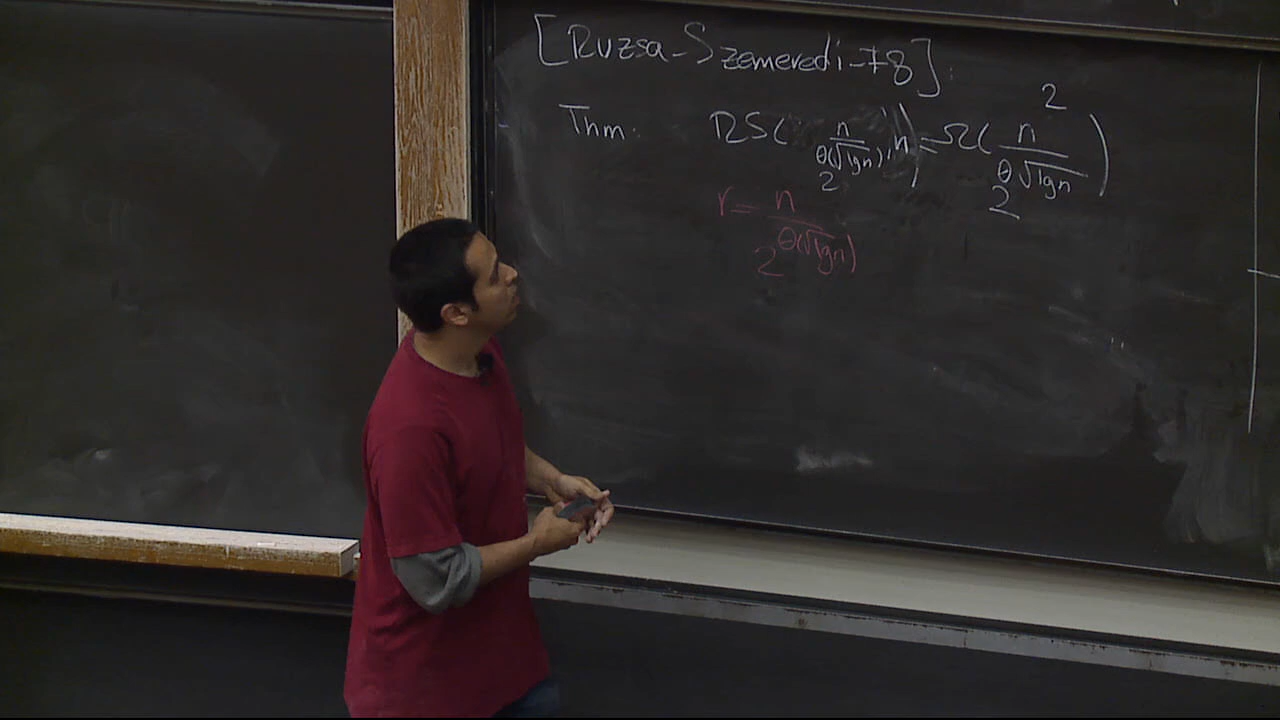 [Ruzsa-Szemeredi-78]:
Thm: RS(n/2^θ(√lgn), n) = Ω(n^2/2^θ√lgn)
r = n/2^θ(√lgn)